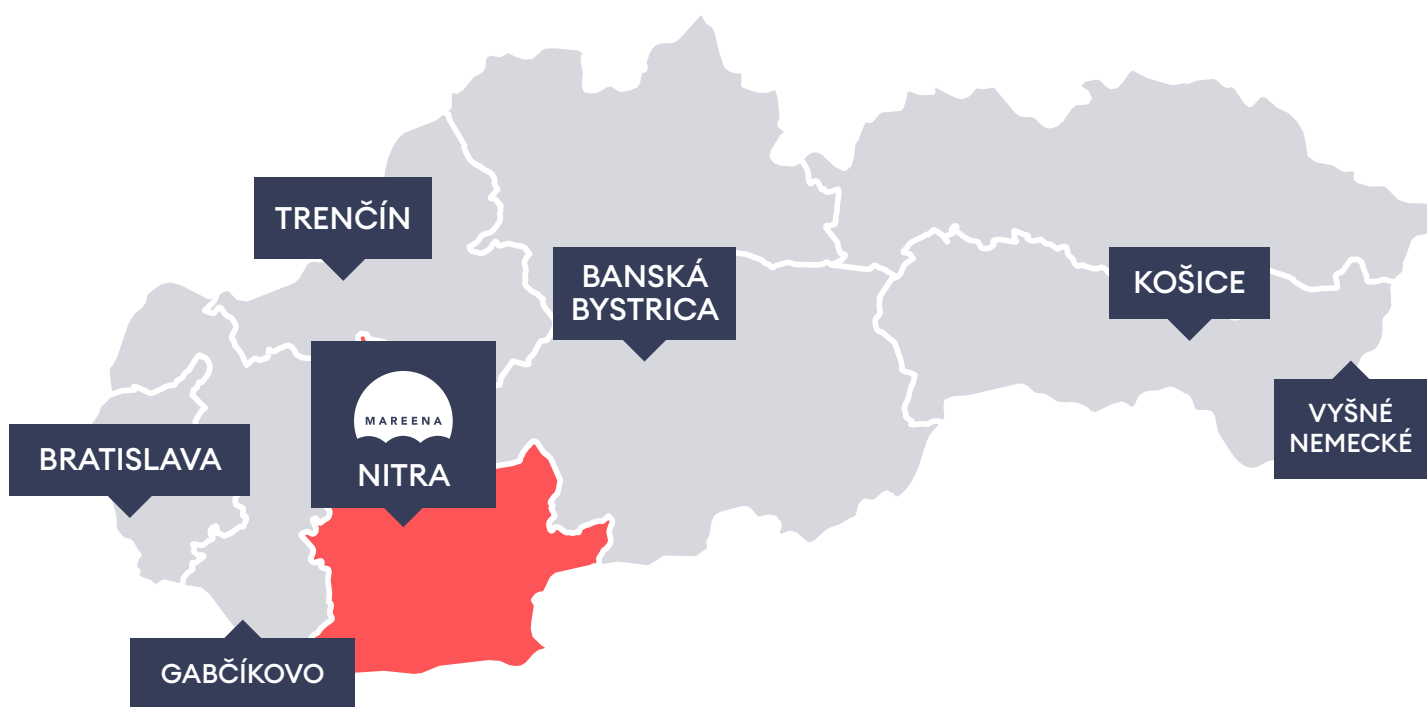 TRENČÍN
BANSKÁ
BYSTRICA
KOŠICE
MAREENA
NITRA
VYŠNÉ
NEMECKÉ
BRATISLAVA
GABČÍKOVO